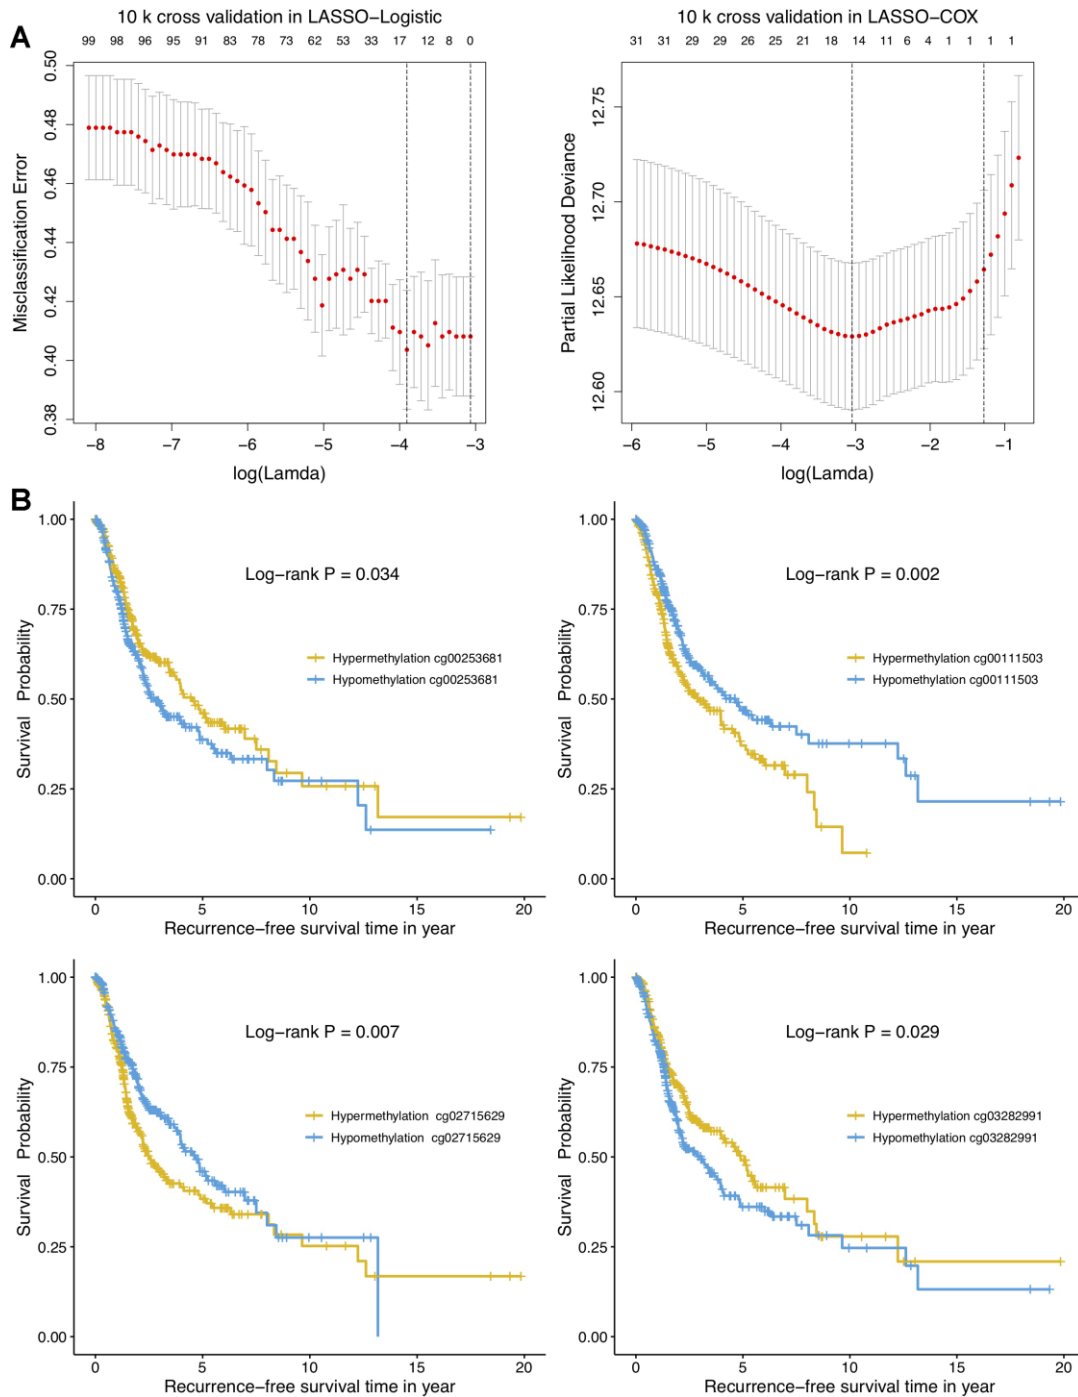 10 k cross validation in LASSO−Logistic
10 k cross validation in LASSO−COX
A
99 98 96 95 91 83 78 73 62 53 33 17 12 8 0
31 31 29 29 26 25 21 18 14 11 6 4 1 1 1 1
Misclassification Error
0.50
0.48
0.46
0.44
0.42
0.40
0.38
−8 −7 −6 −5 −4 −3
log(Lamda)
Partial Likelihood Deviance
12.75
12.70
12.65
12.60
−6 −5 −4 −3 −2 −1
log(Lamda)
B
Survival Probability
1.00
0.75
0.50
0.25
0.00
Log−rank P = 0.034
Hypermethylation cg00253681
Hypomethylation cg00253681
0 5 10 15 20
Recurrence−free survival time in year
Survival Probability
1.00
0.75
0.50
0.25
0.00
Log−rank P = 0.002
Hypermethylation cg00111503
Hypomethylation cg00111503
0 5 10 15 20
Recurrence−free survival time in year
Survival Probability
1.00
0.75
0.50
0.25
0.00
Log−rank P = 0.007
Hypermethylation cg02715629
Hypomethylation cg02715629
0 5 10 15 20
Recurrence−free survival time in year
Survival Probability
1.00
0.75
0.50
0.25
0.00
Log−rank P = 0.029
Hypermethylation cg03282991
Hypomethylation cg03282991
0 5 10 15 20
Recurrence−free survival time in year